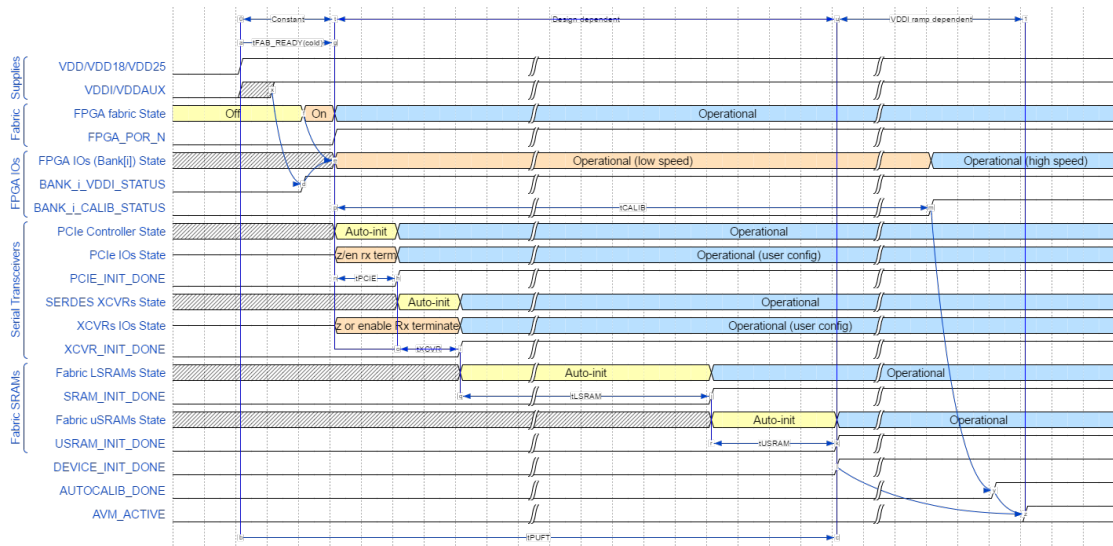 Constant
Design dependent
VDDI ramp dependent
tFAB_READY(cold)
Supplies
VDD/VDD18/VDD25
VDDI/VDDAUX
Fabric
FPGA fabric State
Off
On
Operational
FPGA_POR_N
FPGA IOs
FPGA IOs (Bank[i]) State
Operational (low speed)
Operational (high speed)
BANK_i_VDDI_STATUS
BANK_i_CALIB_STATUS
tCALIB
Serial Transceivers
PCIe Controller State
Auto-init
Operational
PCIe IOs State
z/en rx term
Operational (user config)
PCIE_INIT_DONE
tPCIE
SERDES XCVRs State
Auto-init
Operational
XCVRs IOs State
z or enable Rx terminate
Operational (user config)
XCVR_INIT_DONE
tXCVR
Fabric SRAMs
Fabric LSRAMs State
Auto-init
Operational
SRAM_INIT_DONE
tLSRAM
Fabric uSRAMs State
Auto-init
Operational
USRAM_INIT_DONE
tUSRAM
DEVICE_INIT_DONE
AUTOCALIB_DONE
AVM_ACTIVE
tPUFT